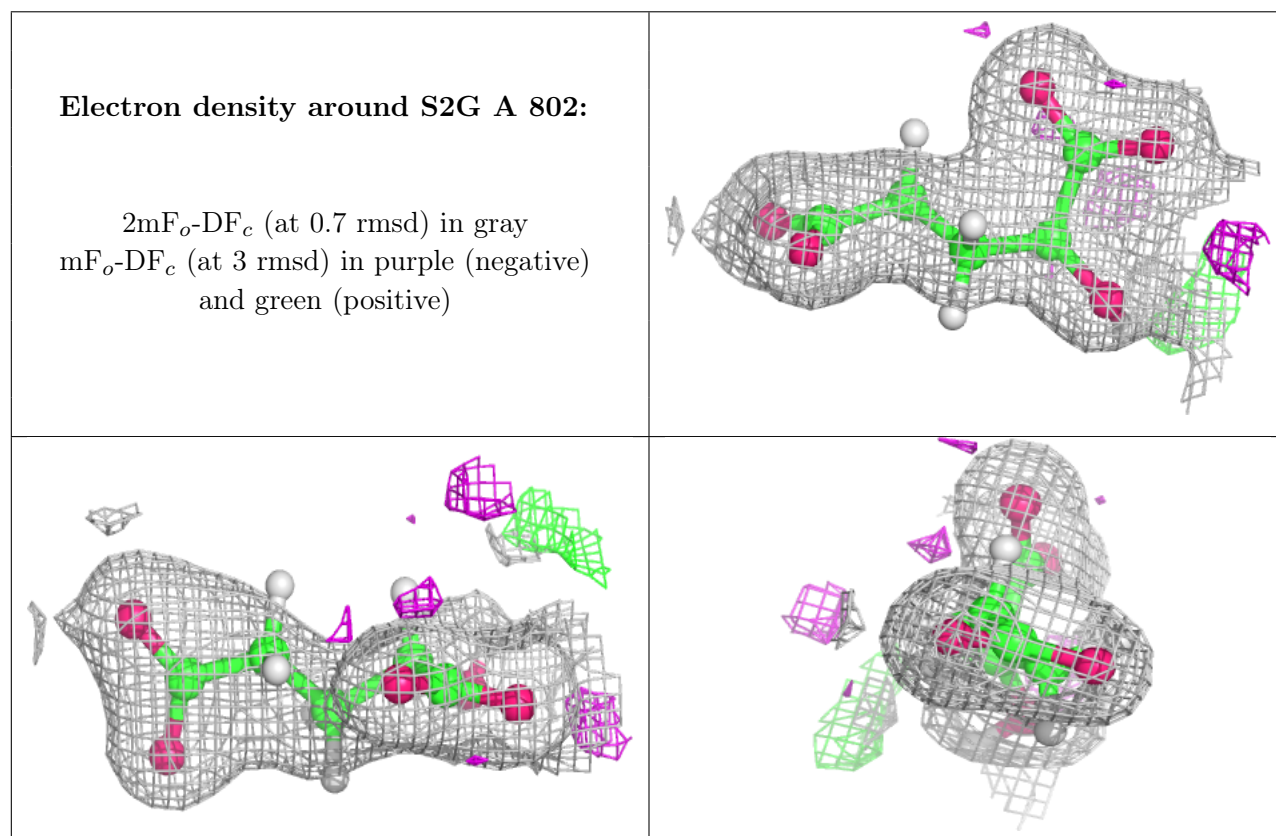 Electron density around S2G A 802:
2mFo-DFc (at 0.7 rmsd) in gray
mFo-DFc (at 3 rmsd) in purple (negative)
and green (positive)